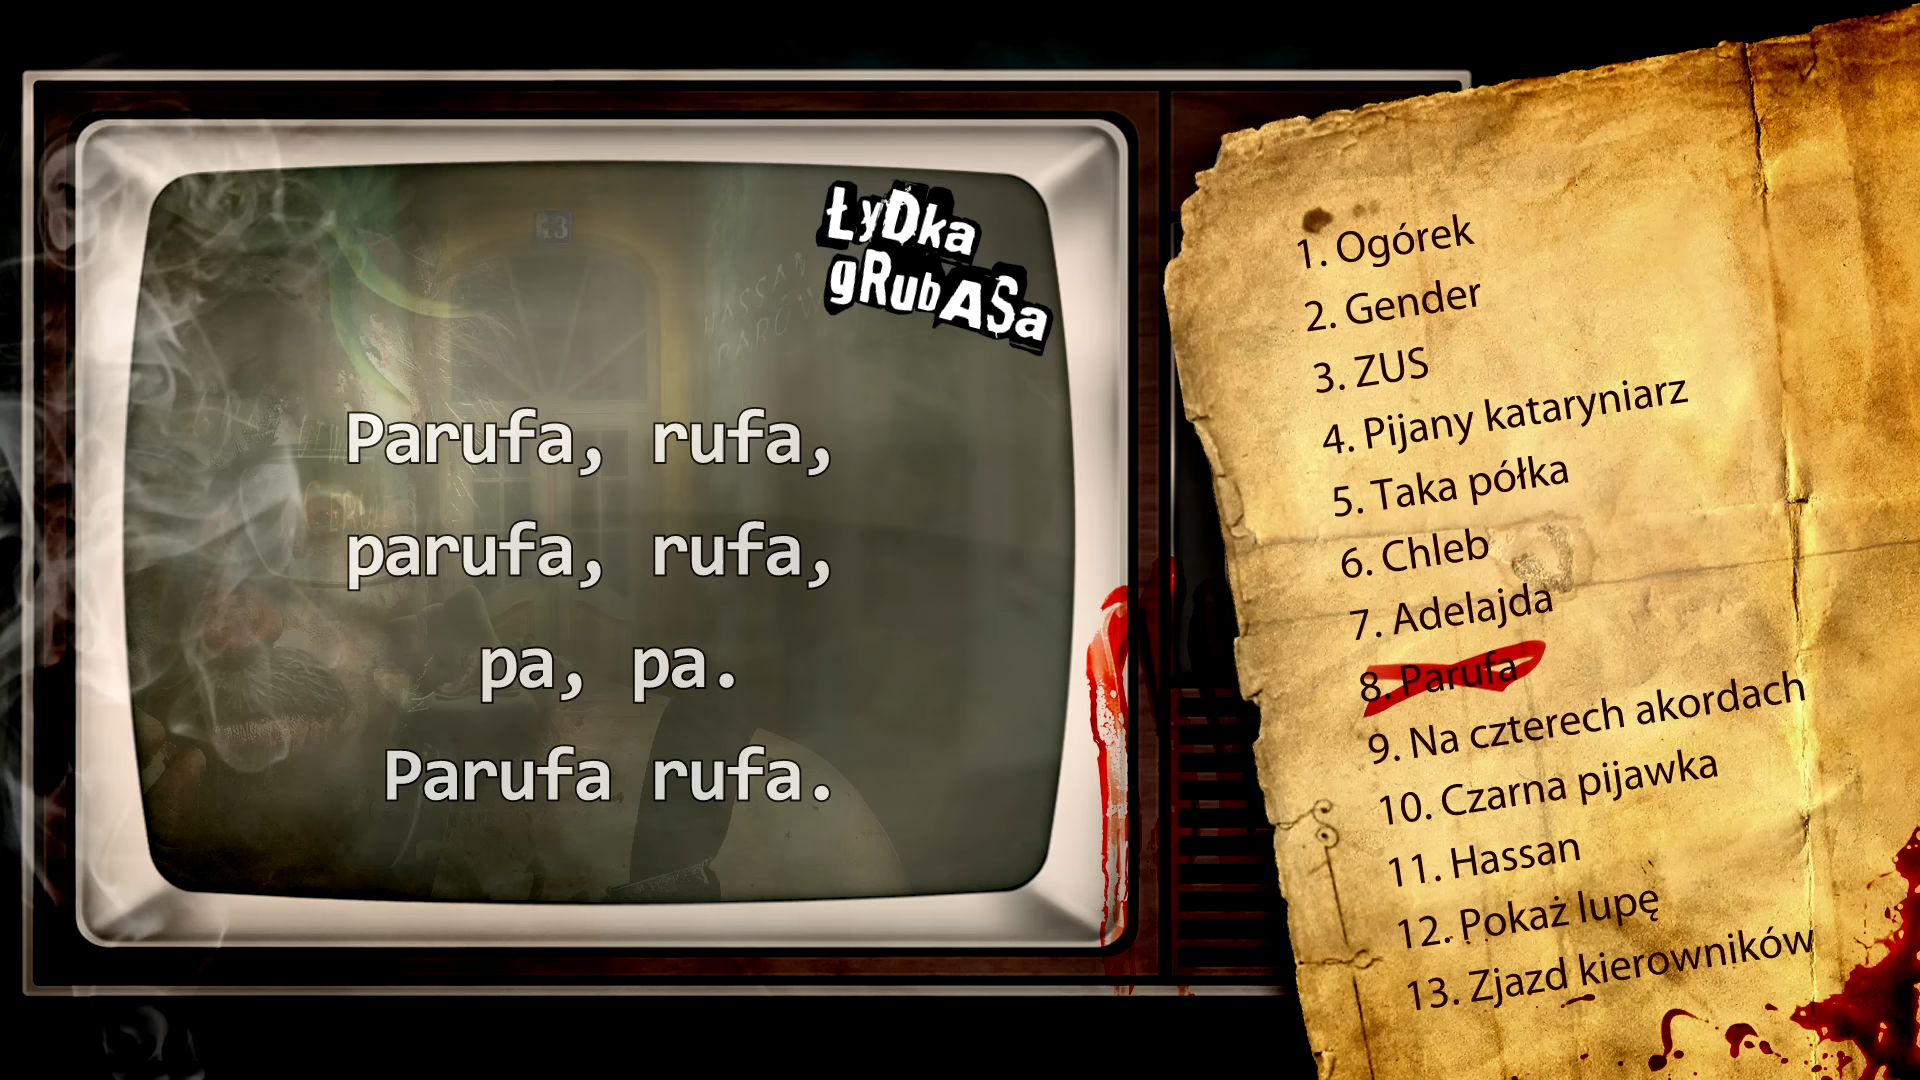 ŁyDka
gRubASa
Parufa, rufa,
parufa, rufa,
pa, pa.
Parufa rufa.
1. Ogórek
2. Gender
3. ZUS
4. Pijany kataryniarz
5. Taka półka
6. Chleb
7. Adelajda
8. Parufa
9. Na czterech akordach
10. Czarna pijawka
11. Hassan
12. Pokaż lupę
13. Zjazd kierowników